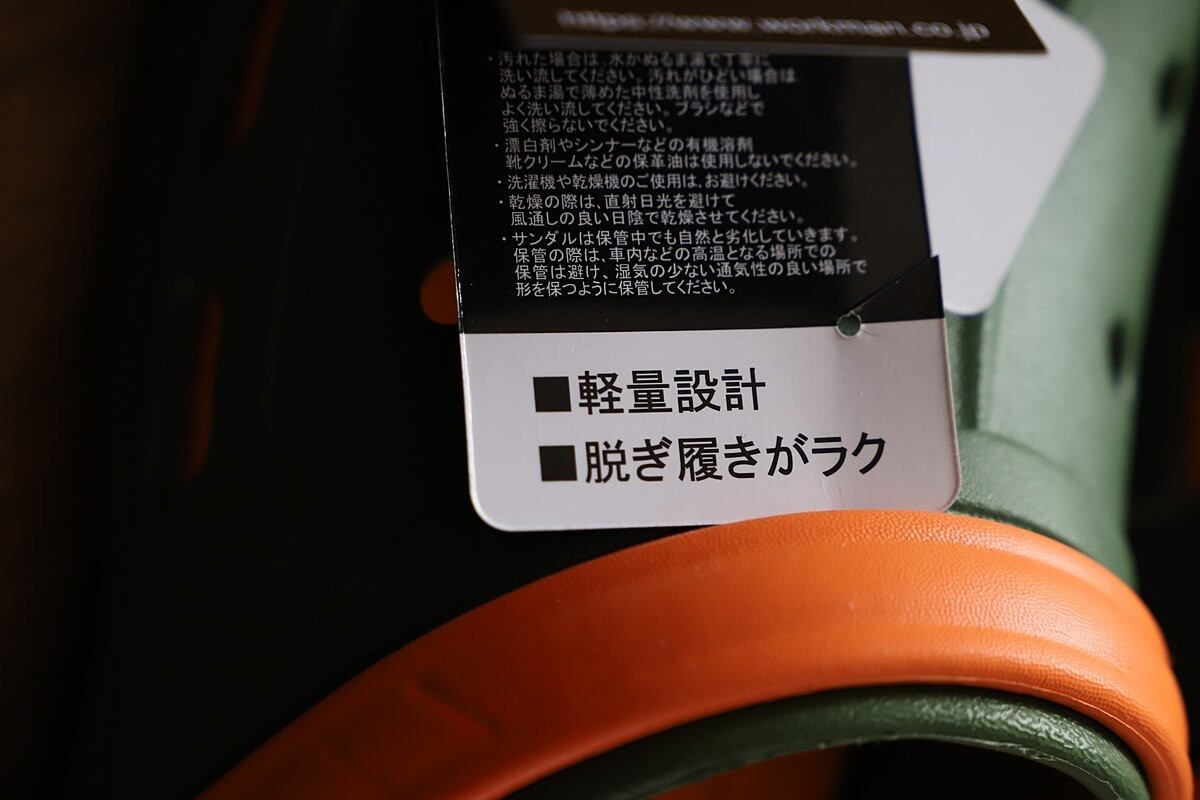 https://www.workman.co.jp
・汚れた場合は、水かぬるま湯で丁寧に
洗い流してください。汚れがひどい場合は
ぬるま湯で薄めた中性洗剤を使用し
よく洗い流してください。ブラシなどで
強く擦らないでください。
・漂白剤やシンナーなどの有機溶剤
靴クリームなどの保革油は使用しないでください。
・洗濯機や乾燥機のご使用は、お避けください。
・乾燥の際は、直射日光を避けて
風通しの良い日陰で乾燥させてください。
・サンダルは保管中でも自然と劣化していきます。
保管の際は、車内などの高温となる場所での
保管は避け、湿気の少ない通気性の良い場所で
形を保つように保管してください。
■軽量設計
■脱ぎ履きがラク